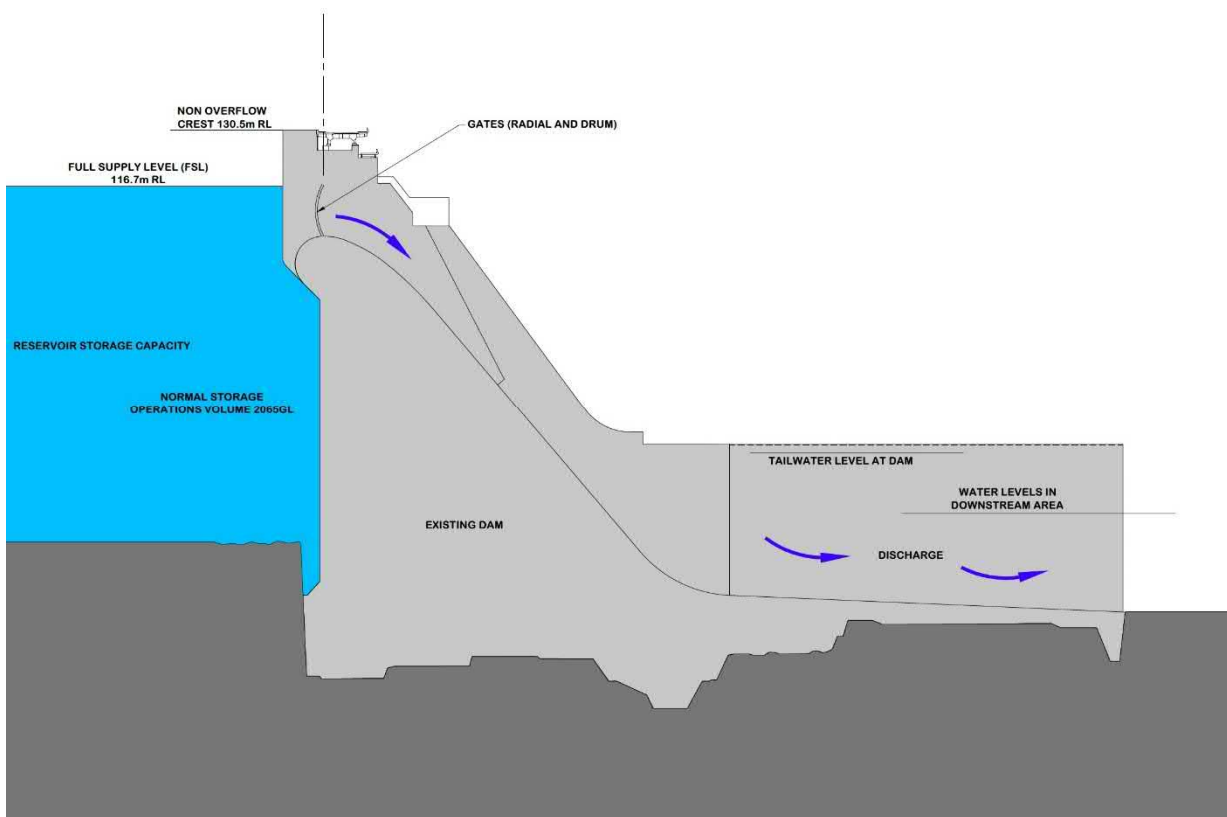 NON OVERFLOW
CREST 130.5m RL
GATES (RADIAL AND DRUM)
FULL SUPPLY LEVEL (FSL)
116.7m RL
RESERVOIR STORAGE CAPACITY
NORMAL STORAGE
OPERATIONS VOLUME 2065GL
TAILWATER LEVEL AT DAM
WATER LEVELS IN
DOWNSTREAM AREA
EXISTING DAM
DISCHARGE